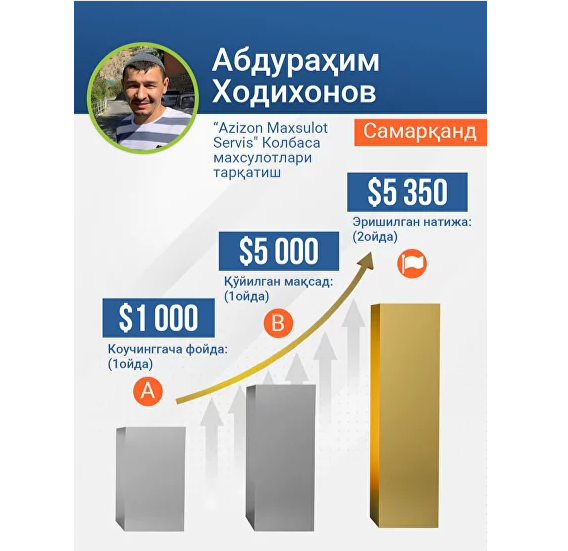 Абдураҳим
Ходихонов
“Azizon Maxsulot
Servis" Колбаса
махсулотлари
тарқатиш
Самарқанд
$5 350
Эришилган натижа:
(2ойда)
$5 000
Қўйилган мақсад:
(1ойда)
B
$1 000
Коучинггача фойда:
(1ойда)
A